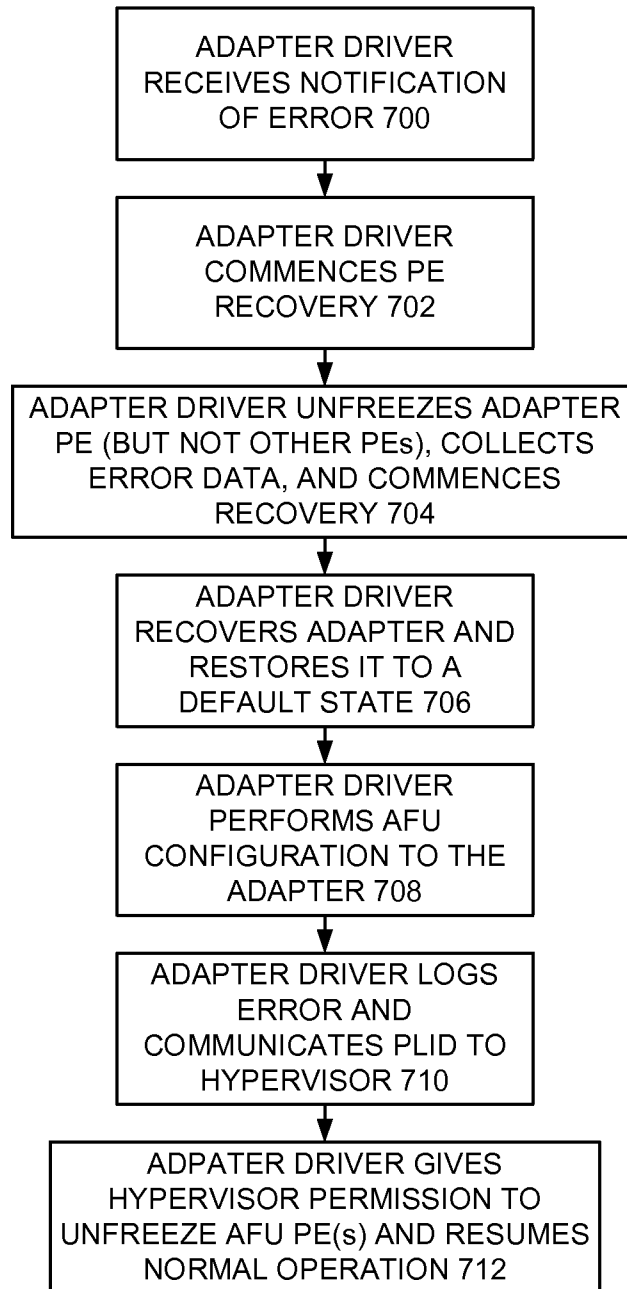 ADAPTER DRIVER
RECEIVES NOTIFICATION
OF ERROR 700
ADAPTER DRIVER
COMMENCES PE
RECOVERY 702
ADAPTER DRIVER UNFREEZES ADAPTER
PE (BUT NOT OTHER PEs), COLLECTS
ERROR DATA, AND COMMENCES
RECOVERY 704
ADAPTER DRIVER
RECOVERS ADAPTER AND
RESTORES IT TO A
DEFAULT STATE 706
ADAPTER DRIVER
PERFORMS AFU
CONFIGURATION TO THE
ADAPTER 708
ADAPTER DRIVER LOGS
ERROR AND
COMMUNICATES PLID TO
HYPERVISOR 710
ADPATER DRIVER GIVES
HYPERVISOR PERMISSION TO
UNFREEZE AFU PE(s) AND RESUMES
NORMAL OPERATION 712